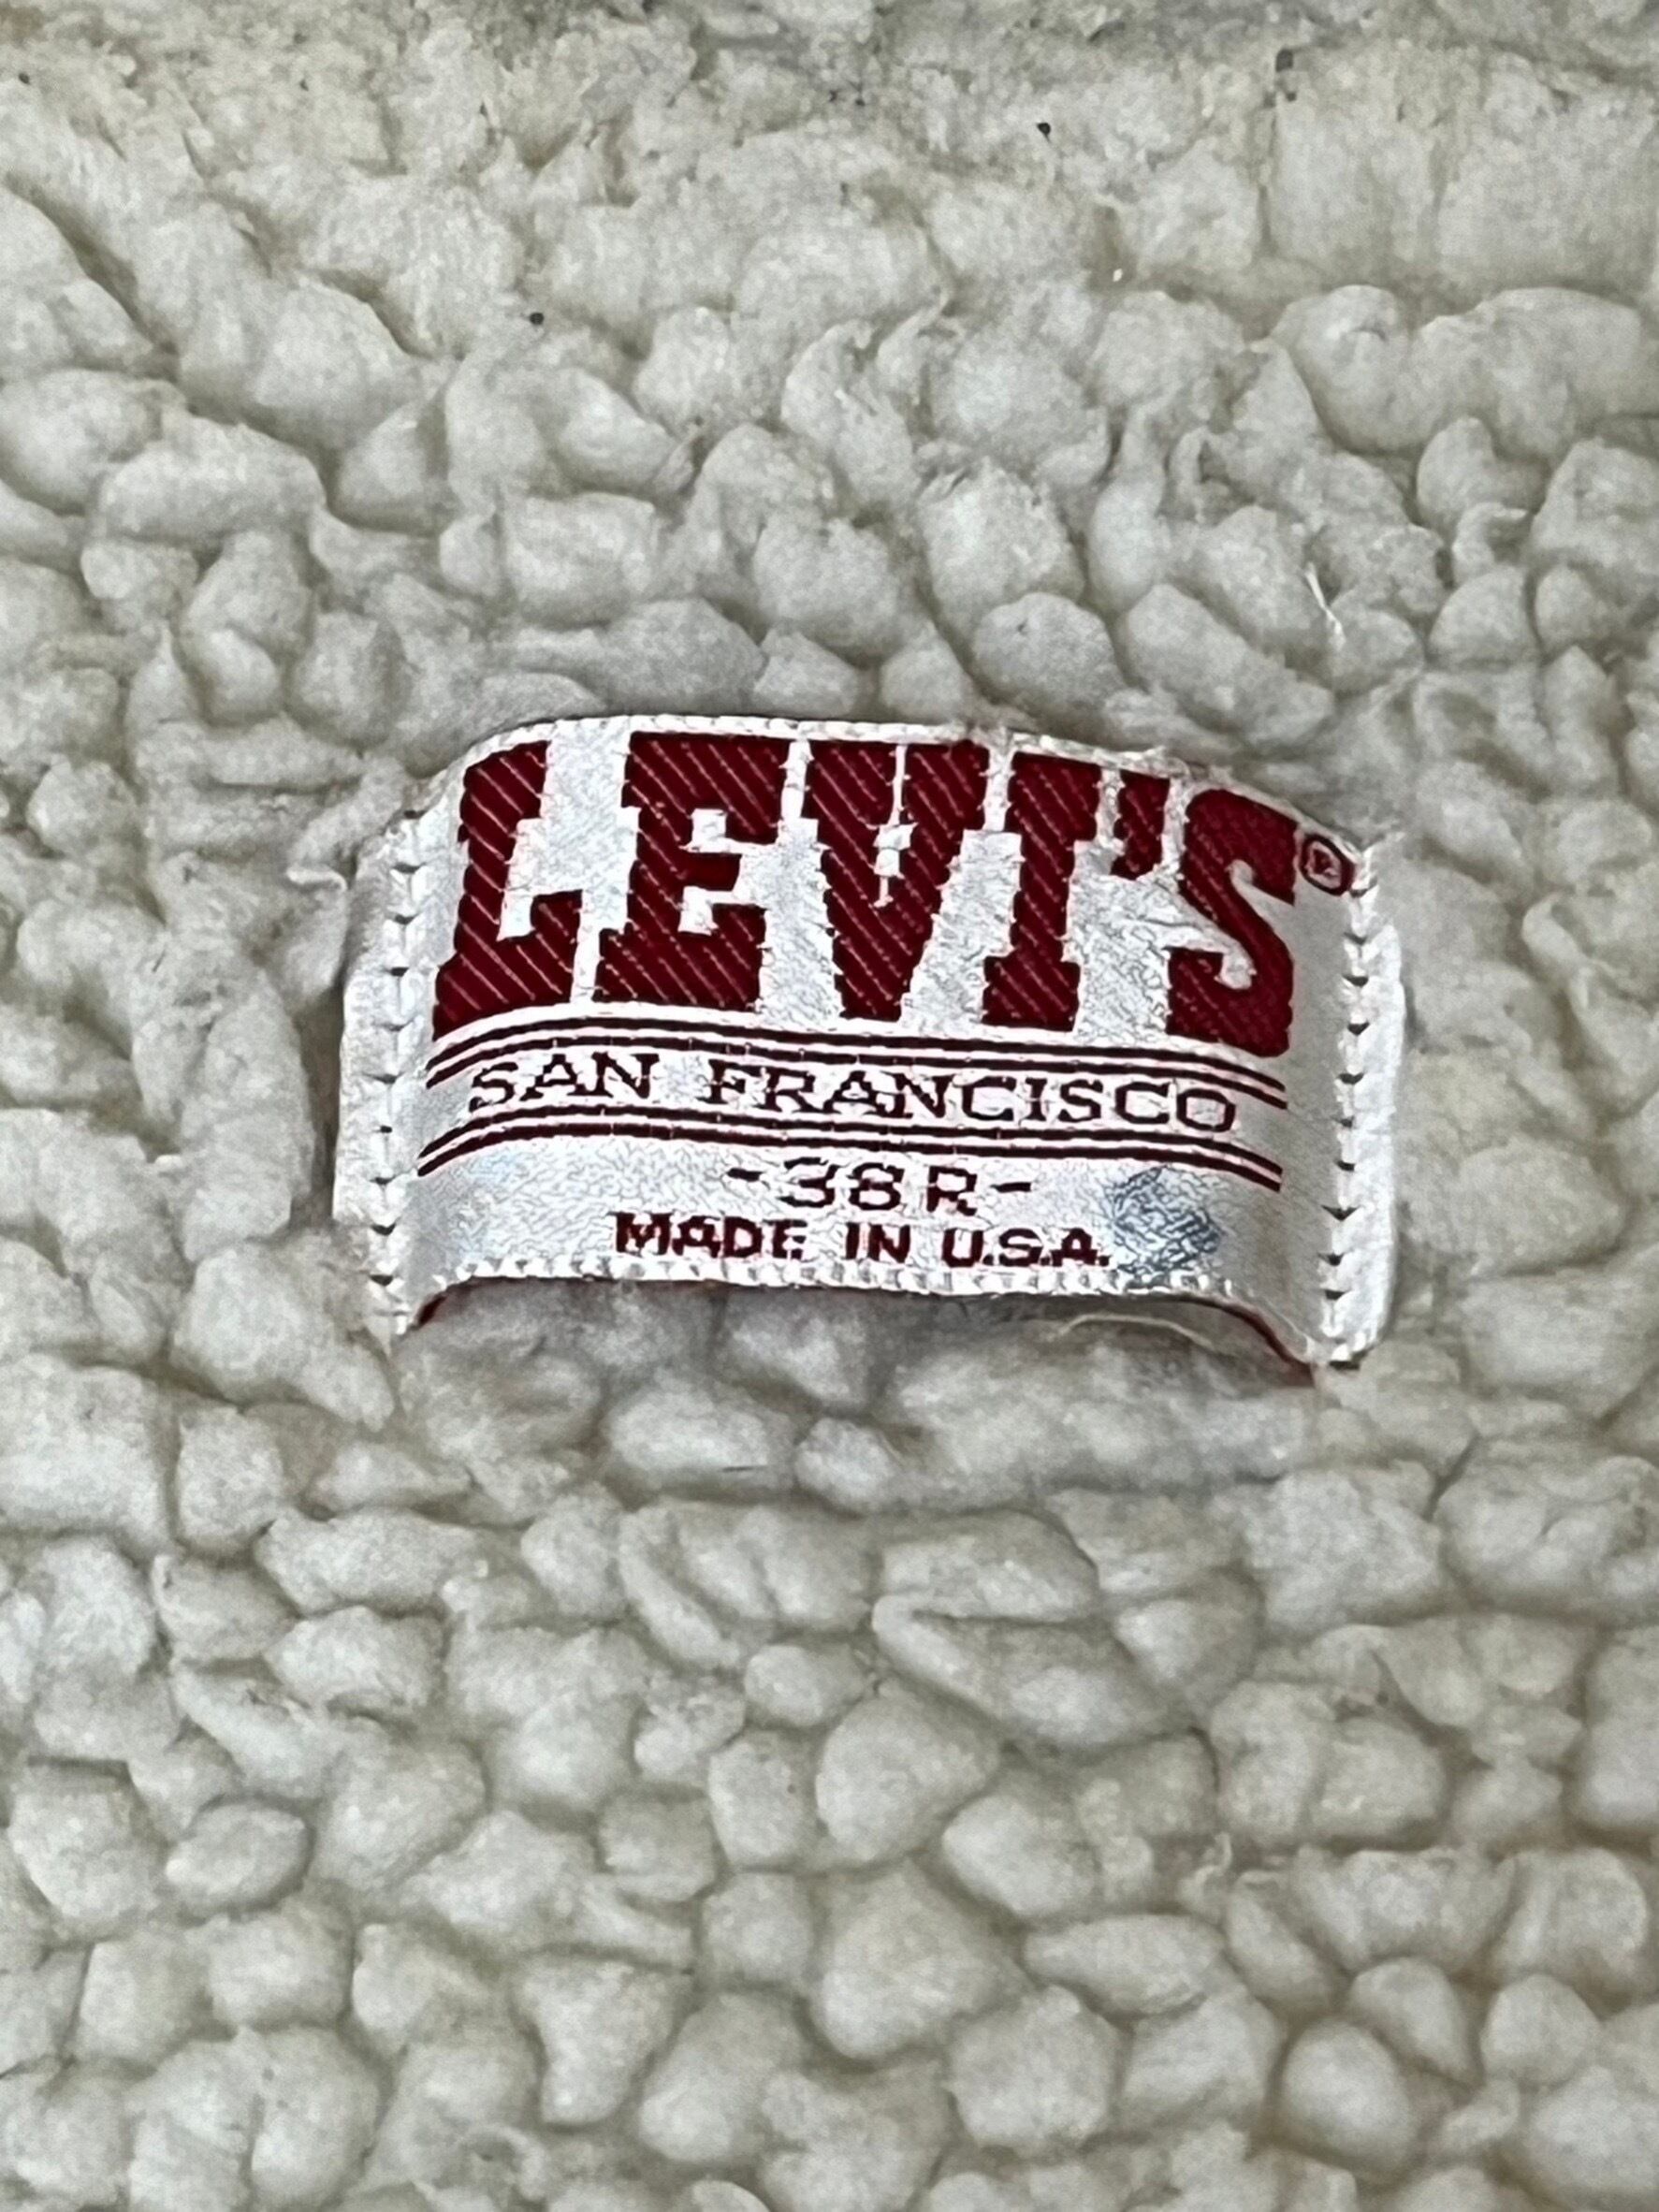 LEVI'S®
SAN FRANCISCO
-38R-
MADE IN U.S.A.